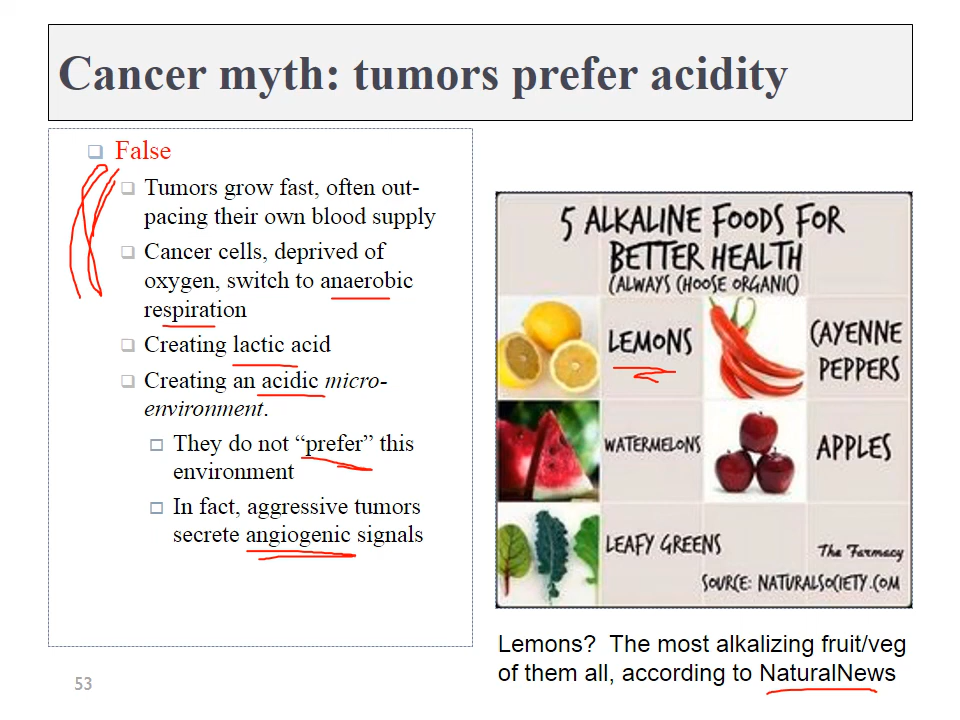 Cancer myth: tumors prefer acidity
False
Tumors grow fast, often out-
pacing their own blood supply
Cancer cells, deprived of
oxygen, switch to anaerobic
respiration
Creating lactic acid
Creating an acidic micro-
environment.
They do not “prefer” this
environment
In fact, aggressive tumors
secrete angiogenic signals
5 ALKALINE FOODS FOR
BETTER HEALTH
(ALWAYS CHOOSE ORGANIC)
LEMONS
CAYENNE
PEPPERS
WATERMELONS
APPLES
LEAFY GREENS
The Farmacy
SOURCE: NATURALSOCIETY.COM
Lemons? The most alkalizing fruit/veg
of them all, according to NaturalNews
53